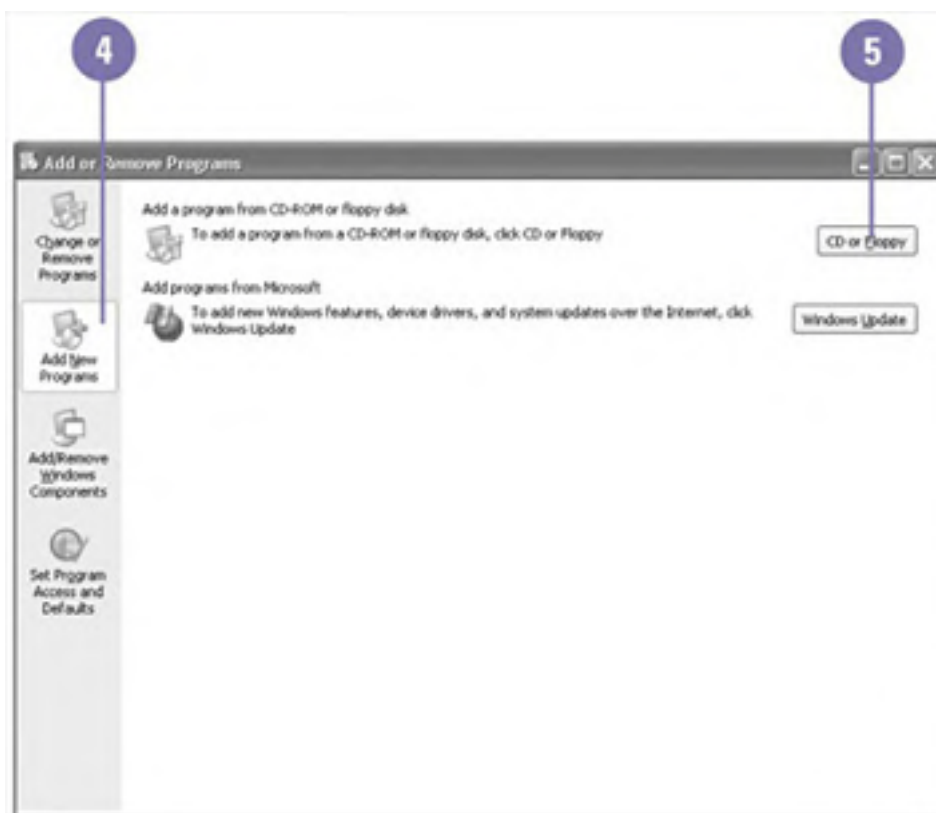 4
5
Add or Remove Programs
Change or
Remove
Programs
Add a program from CD-ROM or floppy disk
To add a program from a CD-ROM or floppy disk, click CD or Floppy
CD or Floppy
Add programs from Microsoft
To add new Windows features, device drivers, and system updates over the Internet, click
Windows Update
Windows Update
Add New
Programs
Add/Remove
Windows
Components
Set Program
Access and
Defaults